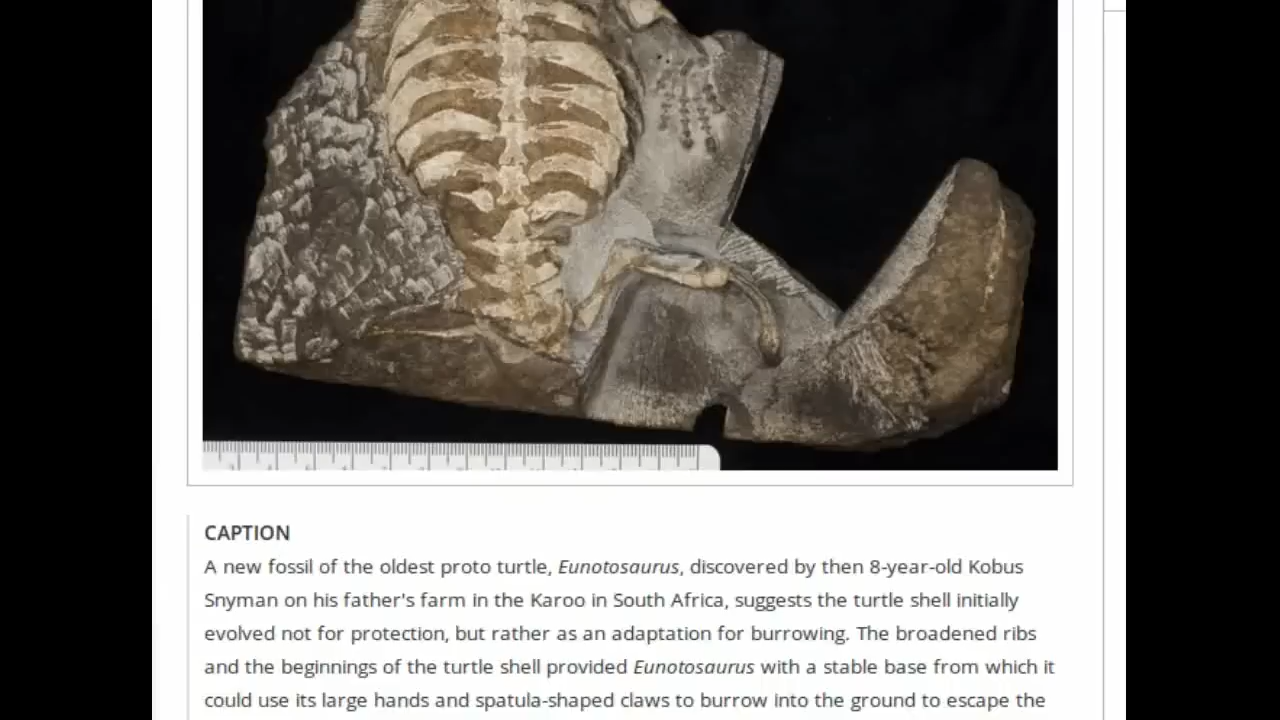 CAPTION
A new fossil of the oldest proto turtle, Eunotosaurus, discovered by then 8-year-old Kobus
Snyman on his father's farm in the Karoo in South Africa, suggests the turtle shell initially
evolved not for protection, but rather as an adaptation for burrowing. The broadened ribs
and the beginnings of the turtle shell provided Eunotosaurus with a stable base from which it
could use its large hands and spatula-shaped claws to burrow into the ground to escape the